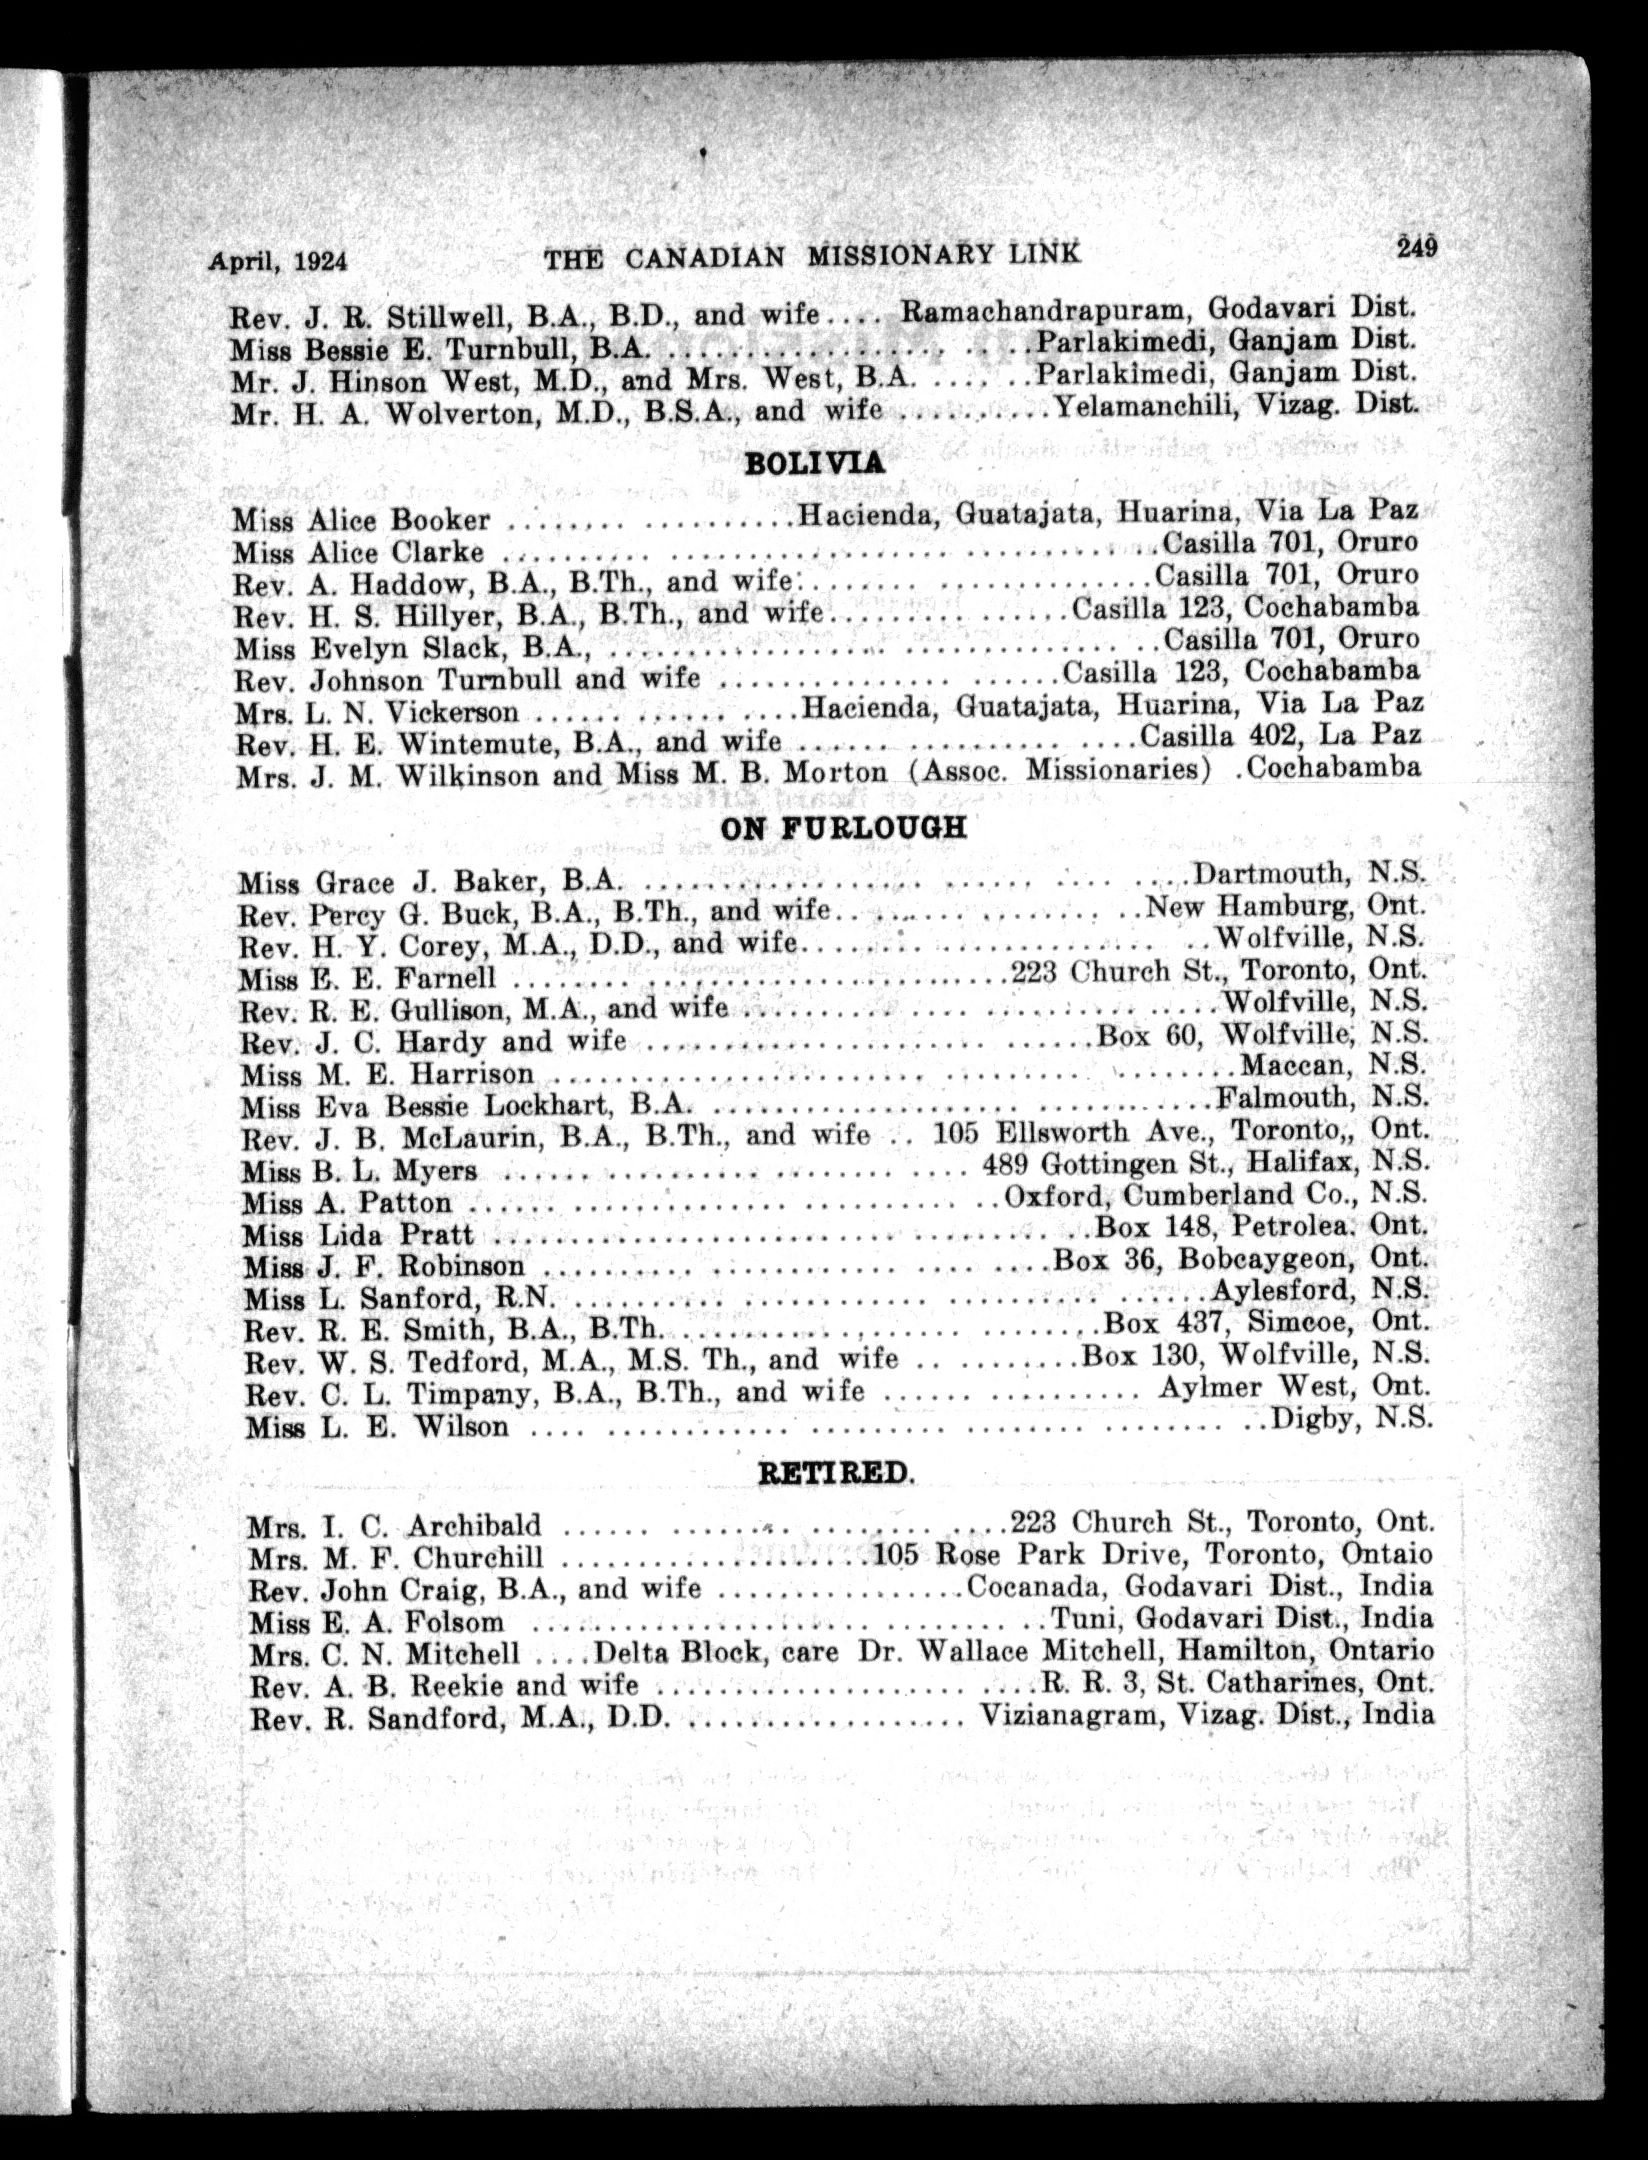 April, 1924 THE CANADIAN MISSIONARY LINK 249
Rev. J. R. Stillwell, B.A., B.D., and wife.... Ramachandrapuram, Godavari Dist.
Miss Bessie E. Turnbull, B.A. .................. .. ..Parlakimedi, Ganjam Dist.
Mr. J. Hinson West, M.D., and Mrs. West, B.A. .... ...Parlakimedi, Ganjam Dist.
Mr. H. A. Wolverton, M.D., B.S.A., and wife ..........Yelamanchili, Vizag. Dist.
BOLIVIA
Miss Alice Booker ........ ..........Hacienda, Guatajata, Huarina, Via La Paz
Miss Alice Clarke .......... .................. ............Casilla 701, Oruro
Rev. A. Haddow, B.A., B.Th., and wife......... ..............Casilla 701, Oruro
Rev. H. S. Hillyer, B.A., B.Th., and wife.......... ......Casilla 123, Cochabamba
Miss Evelyn Slack, B.A., .................. .............. ..Casilla 701, Oruro
Rev. Johnson Turnbull and wife ............... ......Casilla 123, Cochabamba
Mrs. L. N. Vickerson ...... ...... ....Hacienda, Guatajata, Huarina, Via La Paz
Rev. H. E. Wintemute, B.A., and wife ...... .......... ....Casilla 402, La Paz
Mrs. J. M. Wilkinson and Miss M. B. Morton (Assoc. Missionaries) .Cochabamba
ON FURLOUGH
Miss Grace J. Baker, B.A. .................. ...... .... ....Dartmouth, N.S.
Rev. Percy G. Buck, B.A., B.Th., and wife.. ...... ........ ..New Hamburg, Ont.
Rev. H. Y. Corey, M.A., D.D., and wife....... .............. ..Wolfville, N.S.
Miss E. E. Farnell ........ ........................223 Church St., Toronto, Ont.
Rev. R. E. Gullison, M.A., and wife .......... .... ............ ......Wolfville, N.S.
Rev. J. C. Hardy and wife ...................... ......Box 60, Wolfville, N.S.
Miss M. E. Harrison .......................... .......... ........Maccan, N.S.
Miss Eva Bessie Lockhart, B.A. .................... ............Falmouth, N.S.
Rev. J. B. McLaurin, B.A., B.Th., and wife .. 105 Ellsworth Ave., Toronto,, Ont.
Miss B. L. Myers ...... ............ ........ .... 489 Gottingen St., Halifax, N.S.
Miss A. Patton ...... .............. .......... ..Oxford, Cumberland Co., N.S.
Miss Lida Pratt .......................... ........ ..Box 148, Petrolea. Ont.
Miss J. F. Robinson .......... .............. .... ....Box 36, Bobcaygeon, Ont.
Miss L. Sanford, R.N. .......... .............. .......... ......Aylesford, N.S.
Rev. R. E. Smith, B.A., B.Th. .................. ........Box 437, Simcoe, Ont.
Rev. W. S. Tedford, M.A., M.S. Th., and wife .. .........Box 130, Wolfville, N.S.
Rev. C. L. Timpany, B.A., B.Th., and wife ...... .......... Aylmer West, Ont.
Miss L. E. Wilson .... ............ .......... ........ ........ ..Digby, N.S.
RETIRED.
Mrs. I. C. Archibald ...... ........ ........ ....223 Church St., Toronto, Ont.
Mrs. M. F. Churchill ....................105 Rose Park Drive, Toronto, Ontaio
Rev. John Craig, B.A., and wife ................Cocanada, Godavari Dist., India
Miss E. A. Folsom .................... ........ ..Tuni, Godavari Dist., India
Mrs. C. N. Mitchell ....Delta Block, care Dr. Wallace Mitchell, Hamilton, Ontario
Rev. A. B. Reekie and wife ...................... ....R. R. 3, St. Catharines, Ont.
Rev. R. Sandford, M.A., D.D. .................. Vizianagram, Vizag. Dist., India